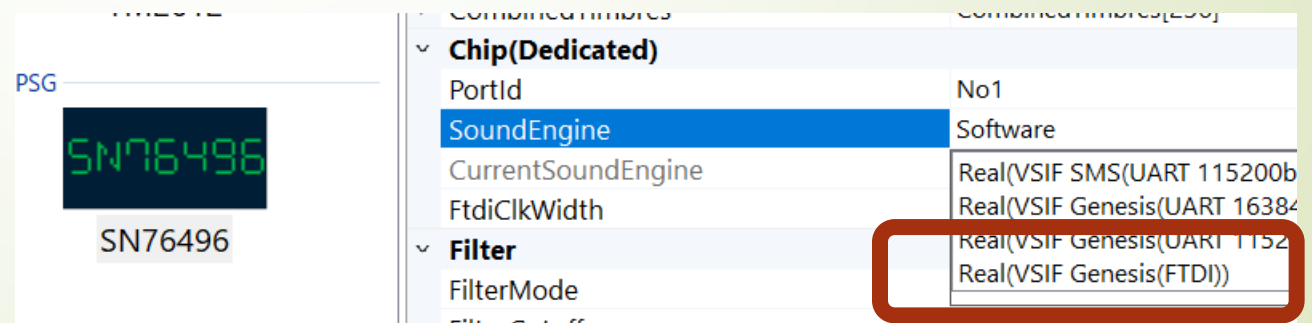 PSG
SN76496
SN76496
CombinedTimbres
Chip(Dedicated)
PortId No1
SoundEngine Software
CurrentSoundEngine
Real(VSIF SMS(UART 115200b
FtdiClkWidth
Real(VSIF Genesis(UART 16384
Filter
Real(VSIF Genesis(UART 1152
Real(VSIF Genesis(FTDI))
FilterMode